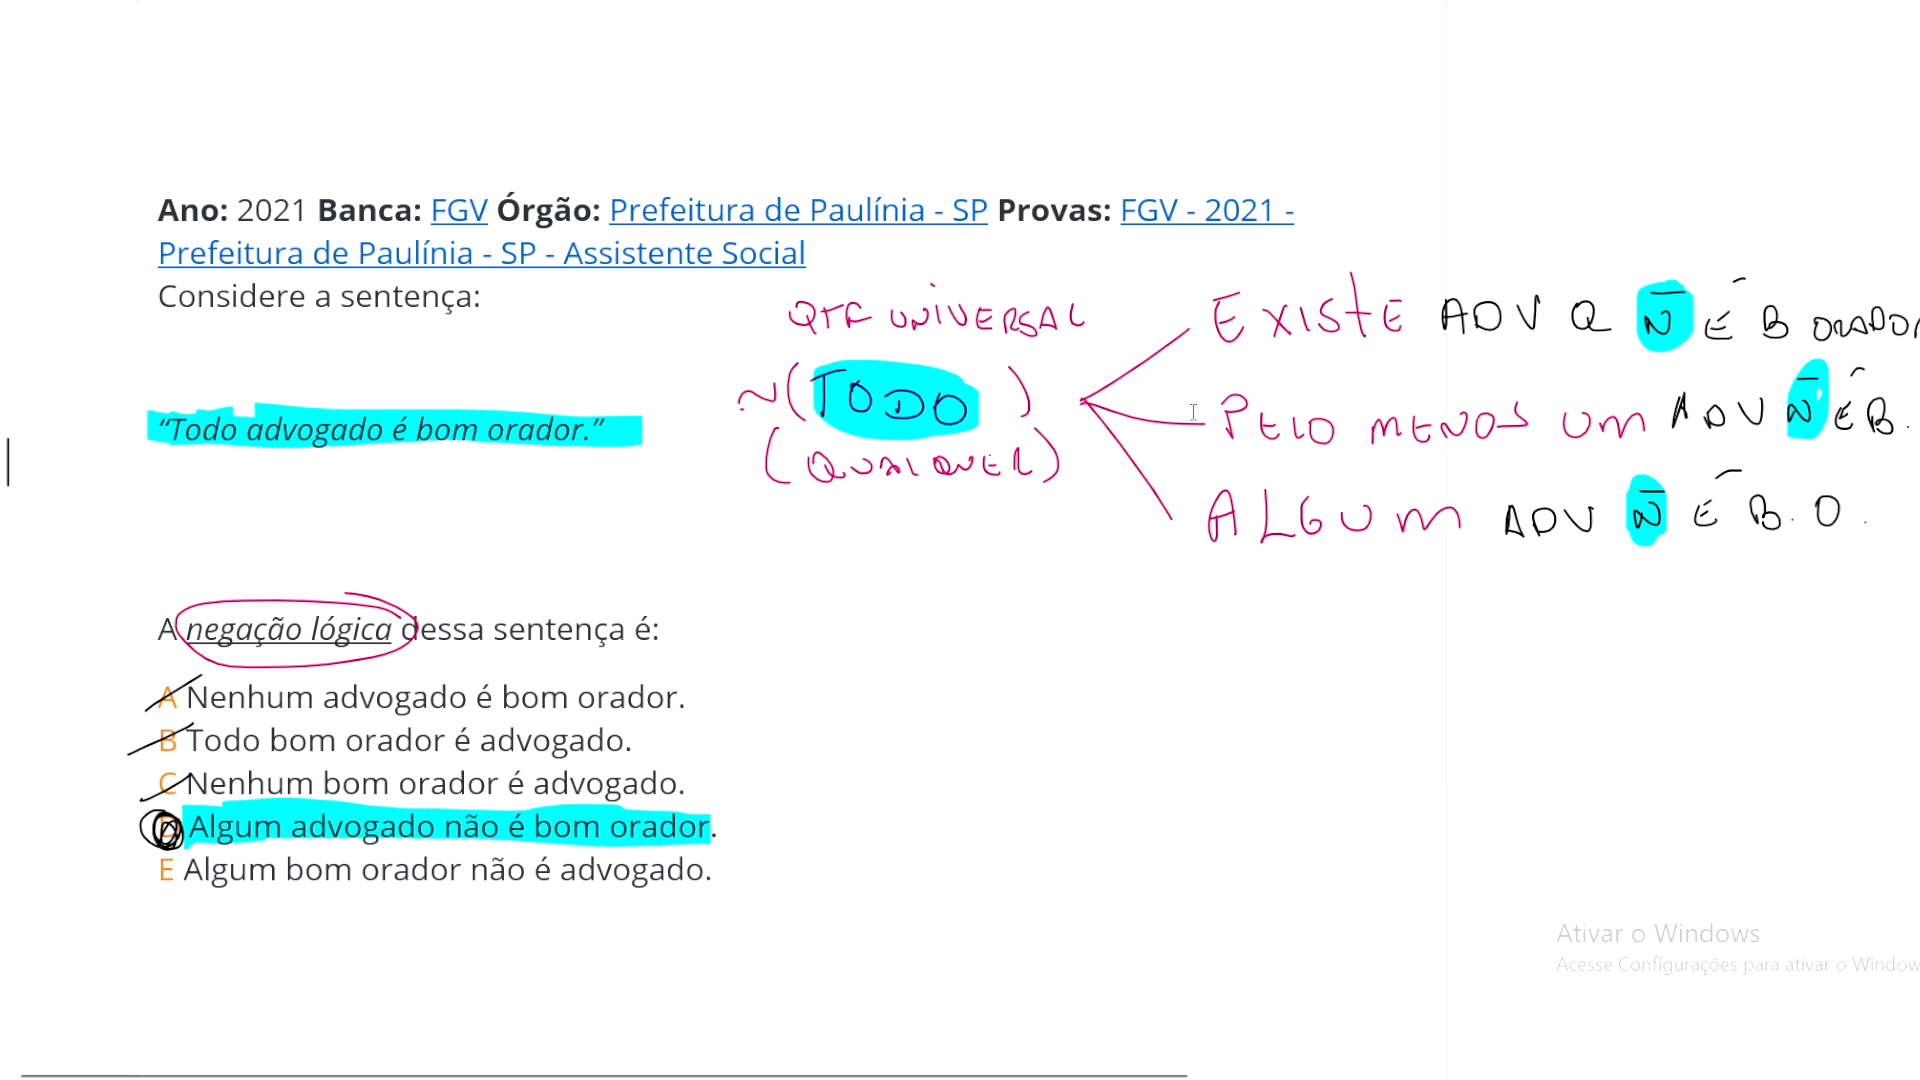 Ano: 2021 Banca: FGV Órgão: Prefeitura de Paulínia - SP Provas: FGV - 2021 -
Prefeitura de Paulínia - SP - Assistente Social
Considere a sentença:
“Todo advogado é bom orador.”
QTF UNIVERSAL
~(TODO)
(QUALQUER)
EXISTE ADV Q Ñ É B ORADOR
PELO MENOS UM ADV Ñ É B.
ALGUM ADV Ñ É B.O.
A negação lógica dessa sentença é:
A Nenhum advogado é bom orador.
B Todo bom orador é advogado.
C Nenhum bom orador é advogado.
D Algum advogado não é bom orador.
E Algum bom orador não é advogado.
Ativar o Windows
Acesse Configurações para ativar o Window